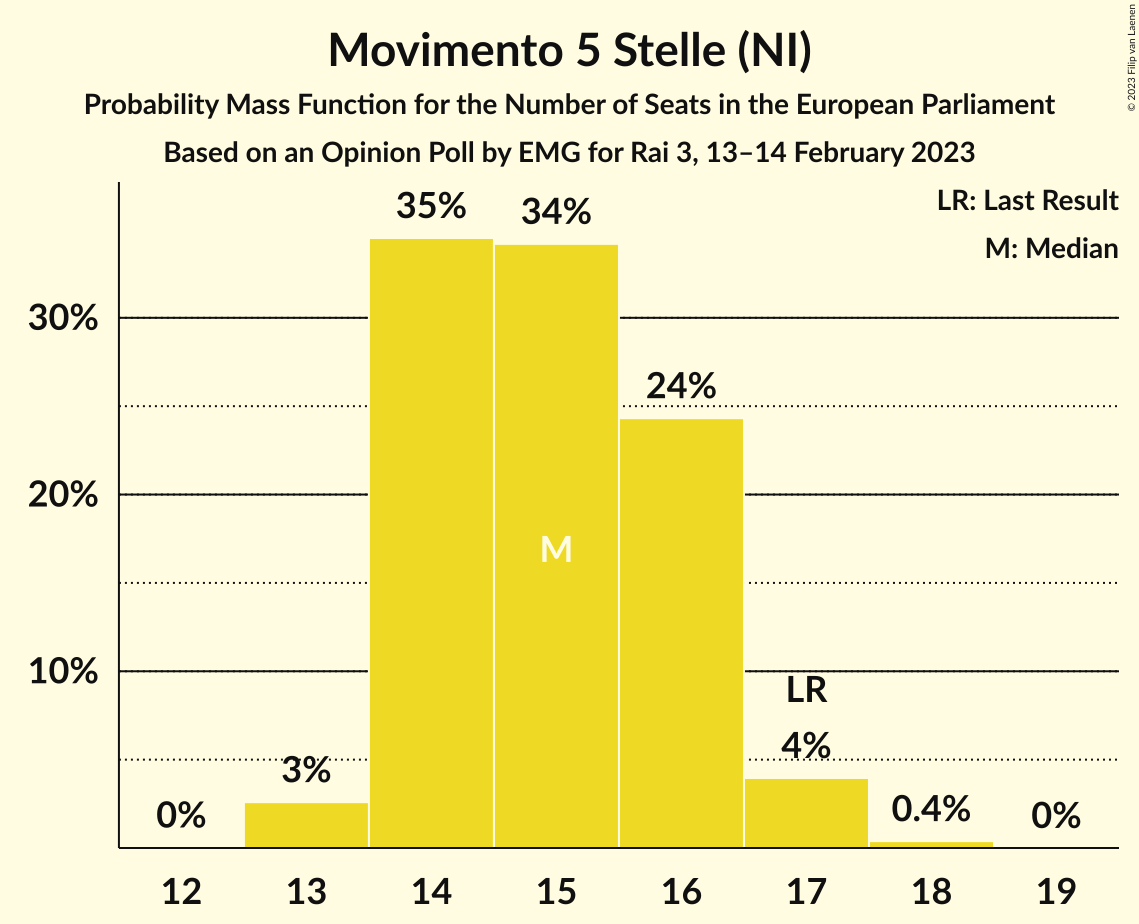 Movimento 5 Stelle (NI)
Probability Mass Function for the Number of Seats in the European Parliament
Based on an Opinion Poll by EMG for Rai 3, 13–14 February 2023
© 2023 Filip van Laenen
LR: Last Result
M: Median
35%
34%
30%
24%
20%
M
10%
LR
4%
3%
0%
0.4%
0%
12 13 14 15 16 17 18 19